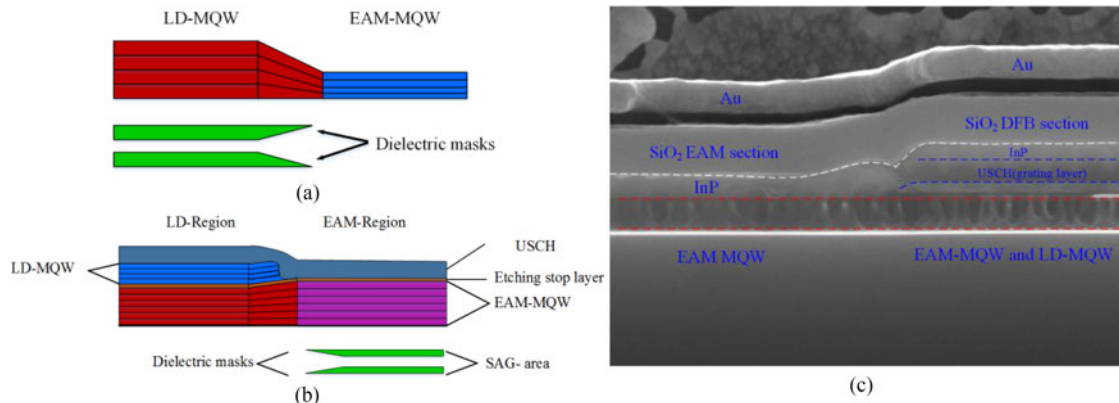 LD-MQW EAM-MQW
Dielectric masks
(a)
LD-Region EAM-Region
USCH
LD-MQW
Etching stop layer
EAM-MQW
Dielectric masks
SAG- area
(b)
Au
Au
SiO2 DFB section
SiO2 EAM section
InP
USCH(grating layer)
InP
EAM MQW
EAM-MQW and LD-MQW
(c)